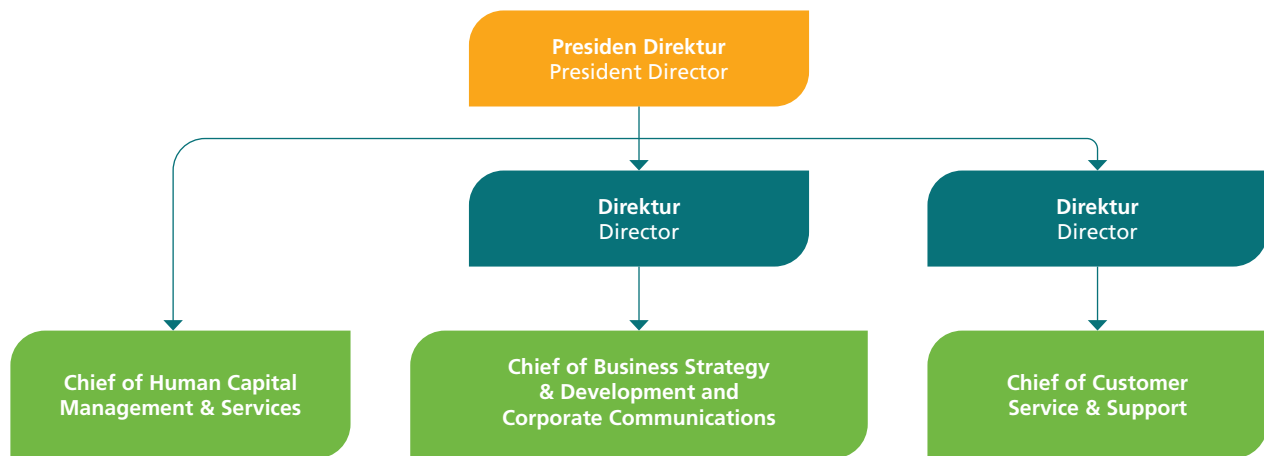 Presiden Direktur
President Director
Direktur
Director
Direktur
Director
Chief of Human Capital
Management & Services
Chief of Business Strategy
& Development and
Corporate Communications
Chief of Customer
Service & Support